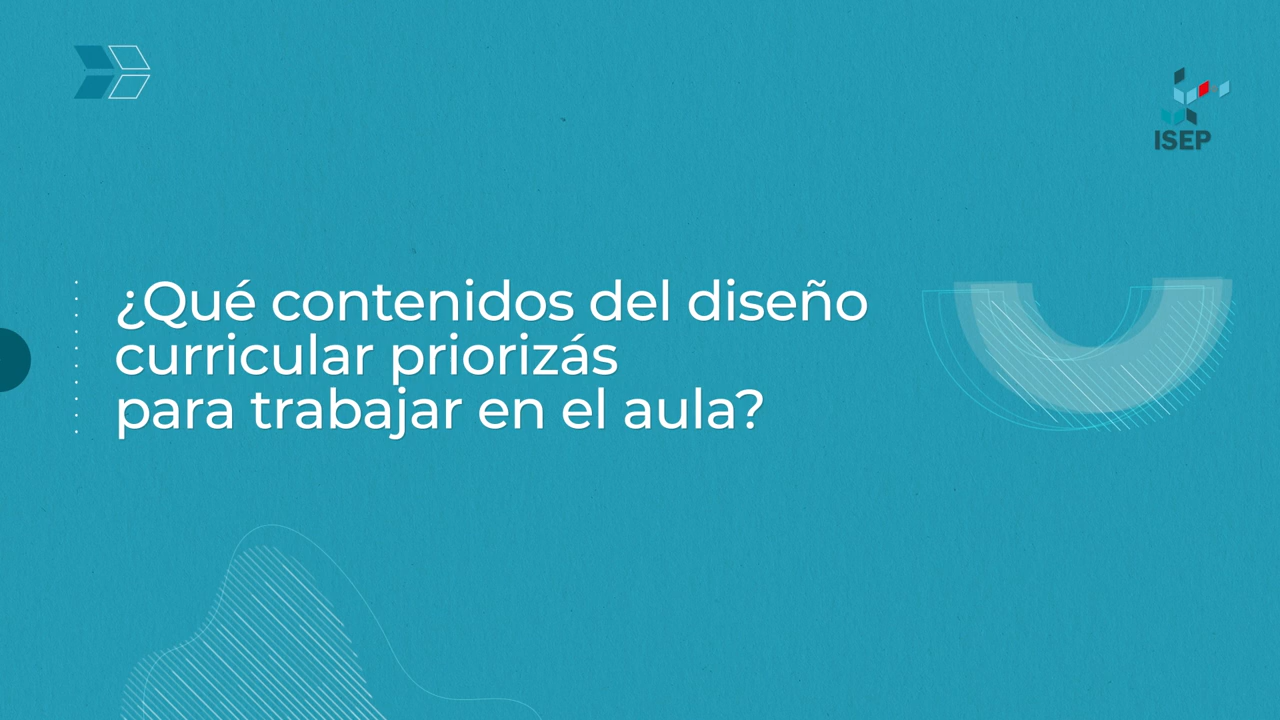 ISEP
¿Qué contenidos del diseño
curricular priorizás
para trabajar en el aula?